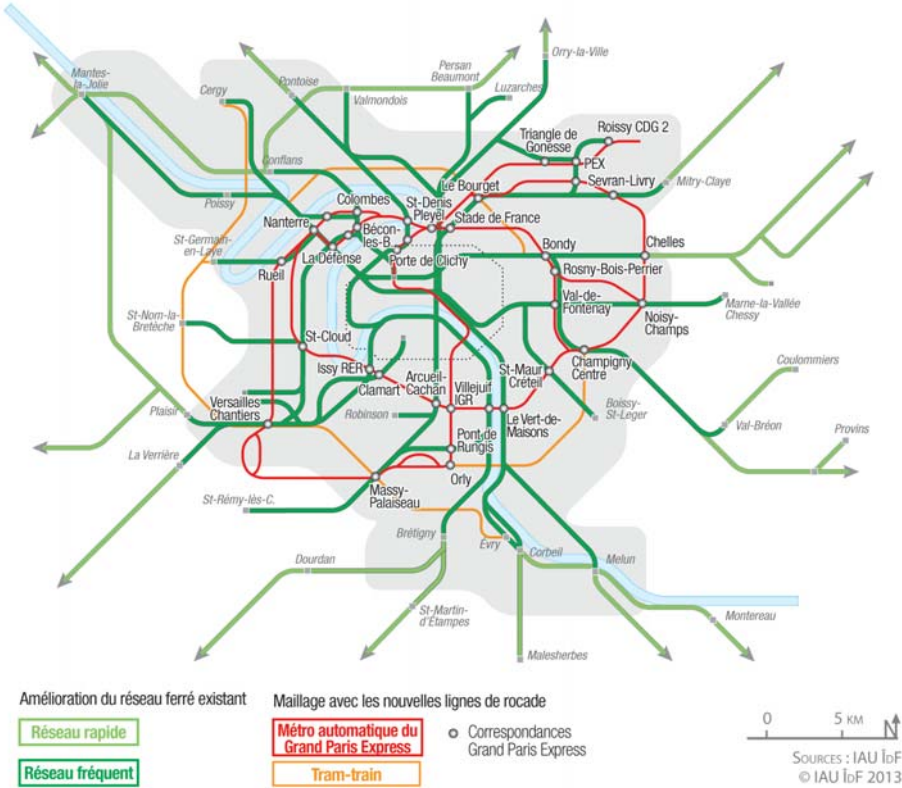 Orry-la-Ville
Persan
Beaumont
Mantes-
la-Jolie
Pontoise
Cergy
Luzarches
Valmondois
Roissy CDG 2
Triangle de
Gonesse
PEX
Conflans
Le Bourget
Sevran-Livry
Mitry-Claye
Poissy
Colombes
St-Denis
Pleyel
Stade de France
Nanterre
Bécon-
les-B...
St-Germain-
en-Laye
La Défense
Porte de Clichy
Bondy
Chelles
Rueil
Rosny-Bois-Perrier
Val-de-
Fontenay
Marne-la-Vallée
Chessy
St-Nom-la-
Bretèche
Noisy-
Champs
St-Cloud
Issy RER
Clamart
Arcueil-
Cachan
Villejuif
IGR
St-Maur
Créteil
Champigny
Centre
Coulommiers
Versailles
Chantiers
Robinson
Boissy-
St-Leger
Plaisir
Le Vert-de-
Maisons
Val-Bréon
Provins
La Verrière
Pont de
Rungis
Orly
St-Rémy-lès-C.
Massy-
Palaiseau
Brétigny
Évry
Corbeil
Dourdan
Melun
St-Martin-
d'Étampes
Montereau
Malesherbes
Amélioration du réseau ferré existant
Réseau rapide
Réseau fréquent
Maillage avec les nouvelles lignes de rocade
Métro automatique du
Grand Paris Express
Tram-train
Correspondances
Grand Paris Express
0 5 KM
N
SOURCES : IAU ÎDF
© IAU ÎDF 2013